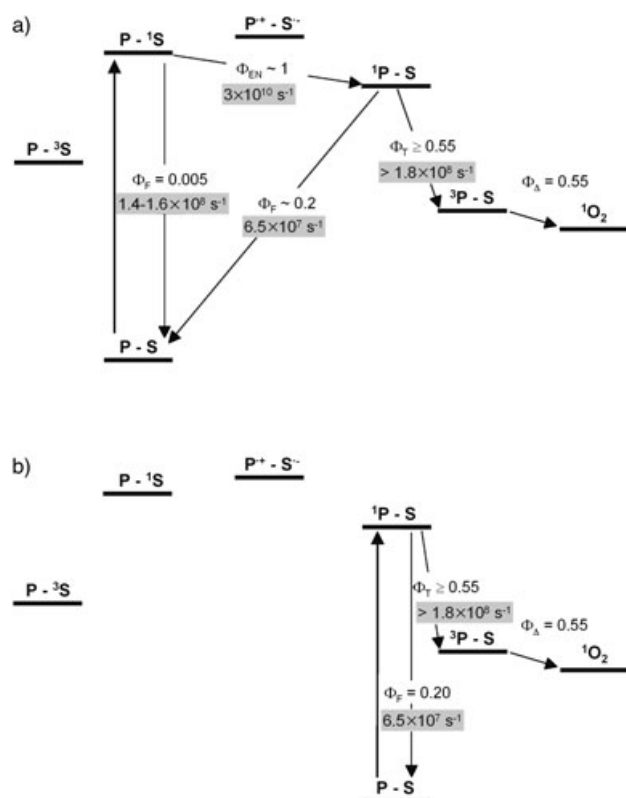 a)
P·⁺ - S·⁻
P - ¹S
Φ_EN ~ 1
3×10¹⁰ s⁻¹
¹P - S
P - ³S
Φ_T ≥ 0.55
> 1.8×10⁸ s⁻¹
Φ_F = 0.005
1.4-1.6×10⁸ s⁻¹
Φ_F ~ 0.2
6.5×10⁷ s⁻¹
Φ_Δ = 0.55
³P - S
¹O₂
P - S
b)
P - ¹S
P·⁺ - S·⁻
¹P - S
P - ³S
Φ_T ≥ 0.55
> 1.8×10⁸ s⁻¹
Φ_Δ = 0.55
³P - S
¹O₂
Φ_F = 0.20
6.5×10⁷ s⁻¹
P - S